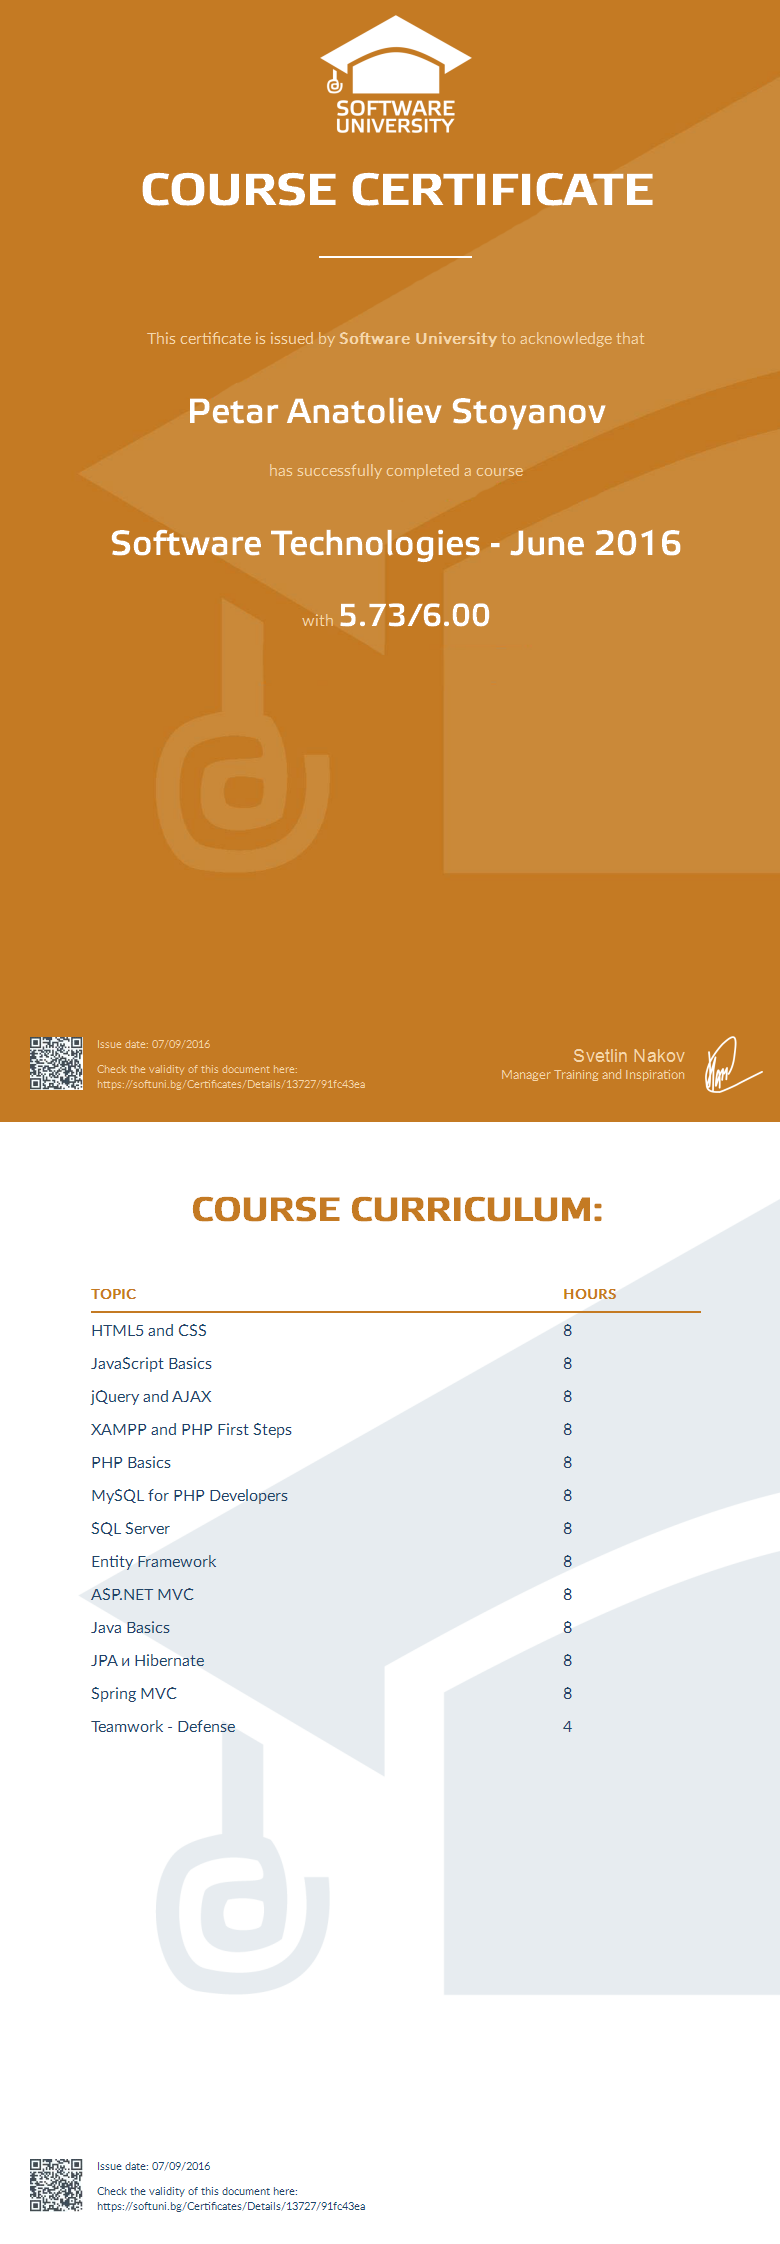 SOFTWARE
UNIVERSITY
COURSE CERTIFICATE
This certificate is issued by Software University to acknowledge that
Petar Anatoliev Stoyanov
has successfully completed a course
Software Technologies - June 2016
with 5.73/6.00
Issue date: 07/09/2016
Check the validity of this document here:
https://softuni.bg/Certificates/Details/13727/91fc43ea
Svetlin Nakov
Manager Training and Inspiration
COURSE CURRICULUM:
TOPIC HOURS
HTML5 and CSS 8
JavaScript Basics 8
jQuery and AJAX 8
XAMPP and PHP First Steps 8
PHP Basics 8
MySQL for PHP Developers 8
SQL Server 8
Entity Framework 8
ASP.NET MVC 8
Java Basics 8
JPA и Hibernate 8
Spring MVC 8
Teamwork - Defense 4
Issue date: 07/09/2016
Check the validity of this document here:
https://softuni.bg/Certificates/Details/13727/91fc43ea